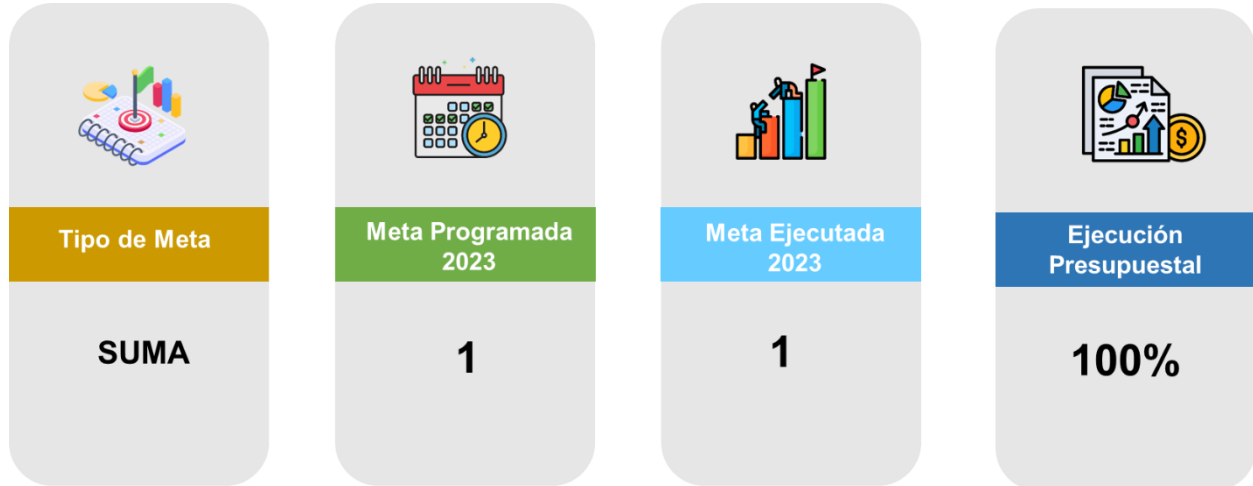 Tipo de Meta
SUMA
Meta Programada
2023
1
Meta Ejecutada
2023
1
Ejecución
Presupuestal
100%
$